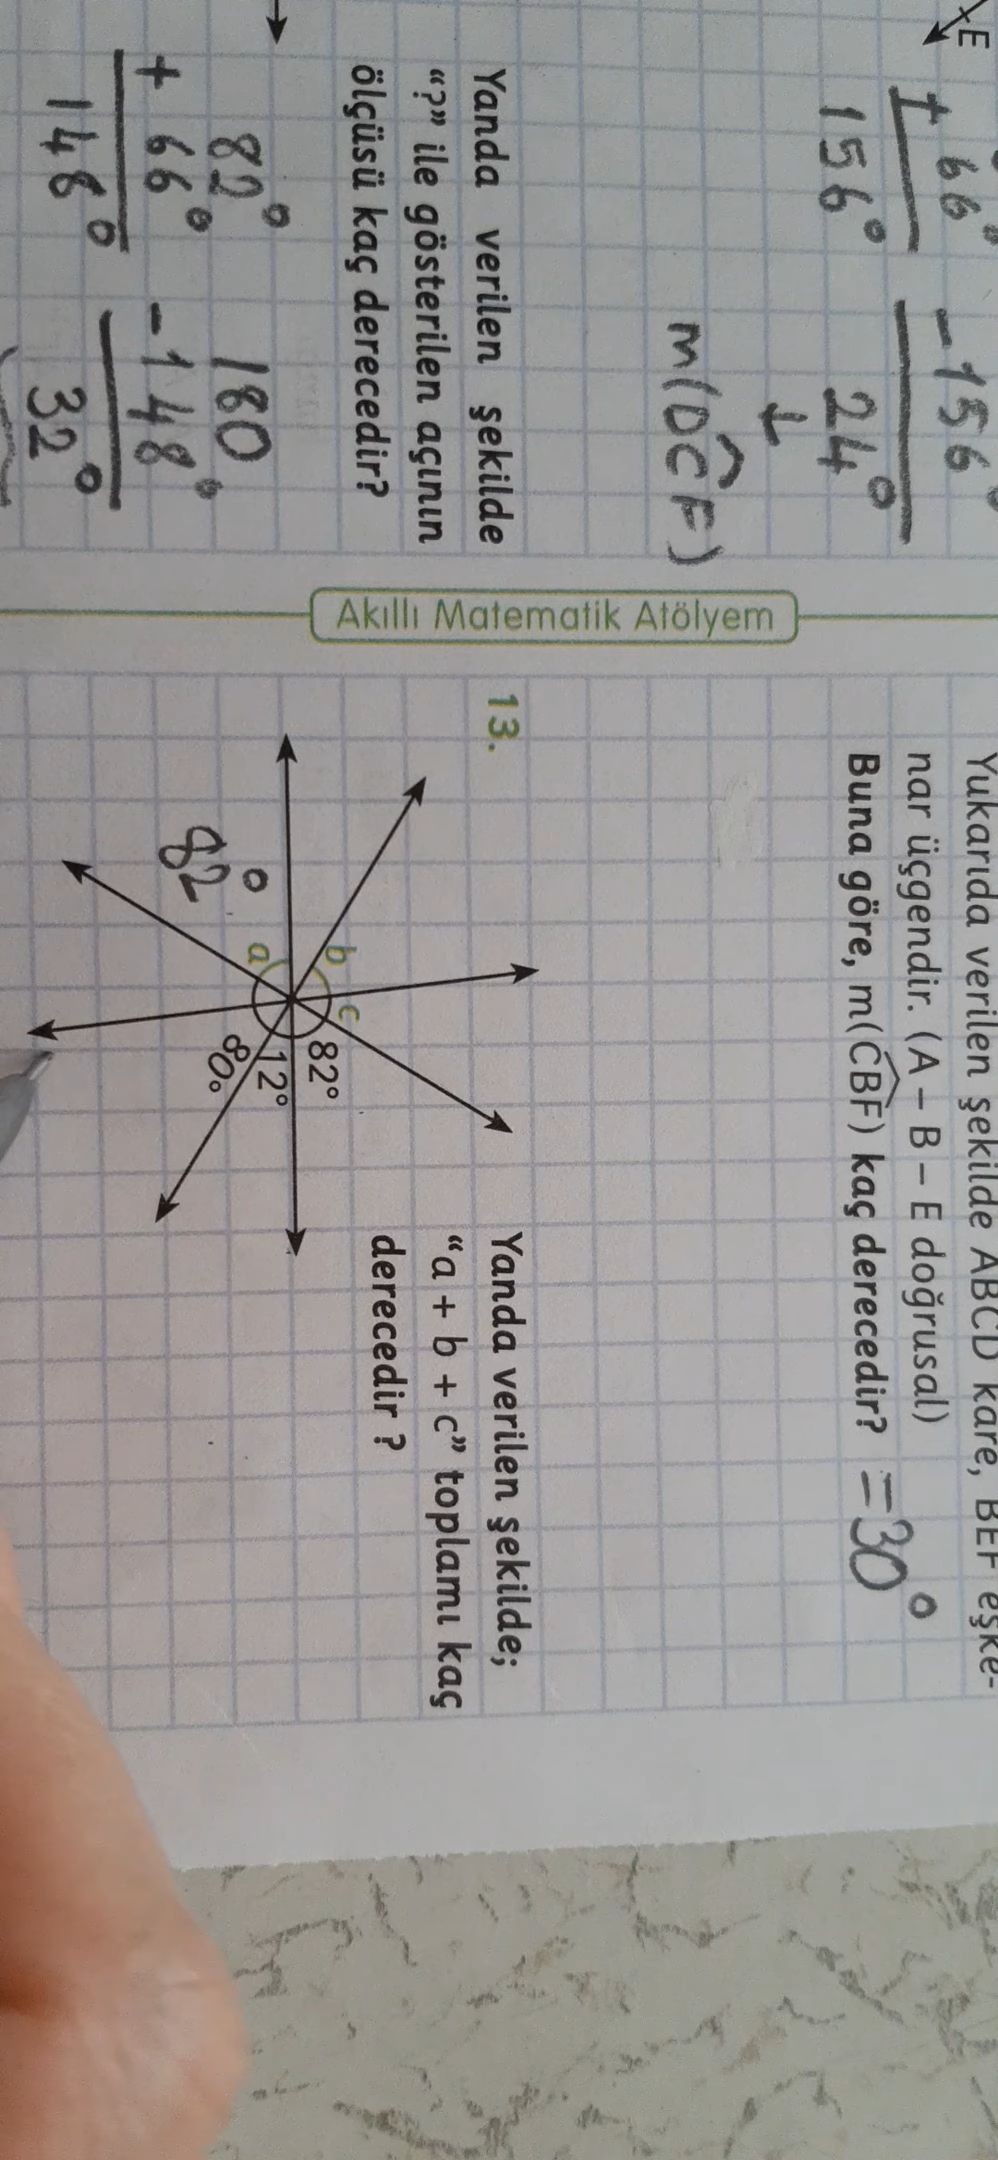 E
66°
+
156°
- 156°
24°
↓
m(DĈF)
Yanda verilen şekilde
“?” ile gösterilen açının
ölçüsü kaç derecedir?
82°
+ 66°
148°
180
- 148°
32°
Akıllı Matematik Atölyem
Yukarıda verilen şekilde ABCD kare, BEF eşke-
nar üçgendir. (A – B – E doğrusal)
Buna göre, m(CBF) kaç derecedir? = 30°
13.
b
c
a
82°
12°
80°
82°
Yanda verilen şekilde;
“a + b + c” toplamı kaç
derecedir ?